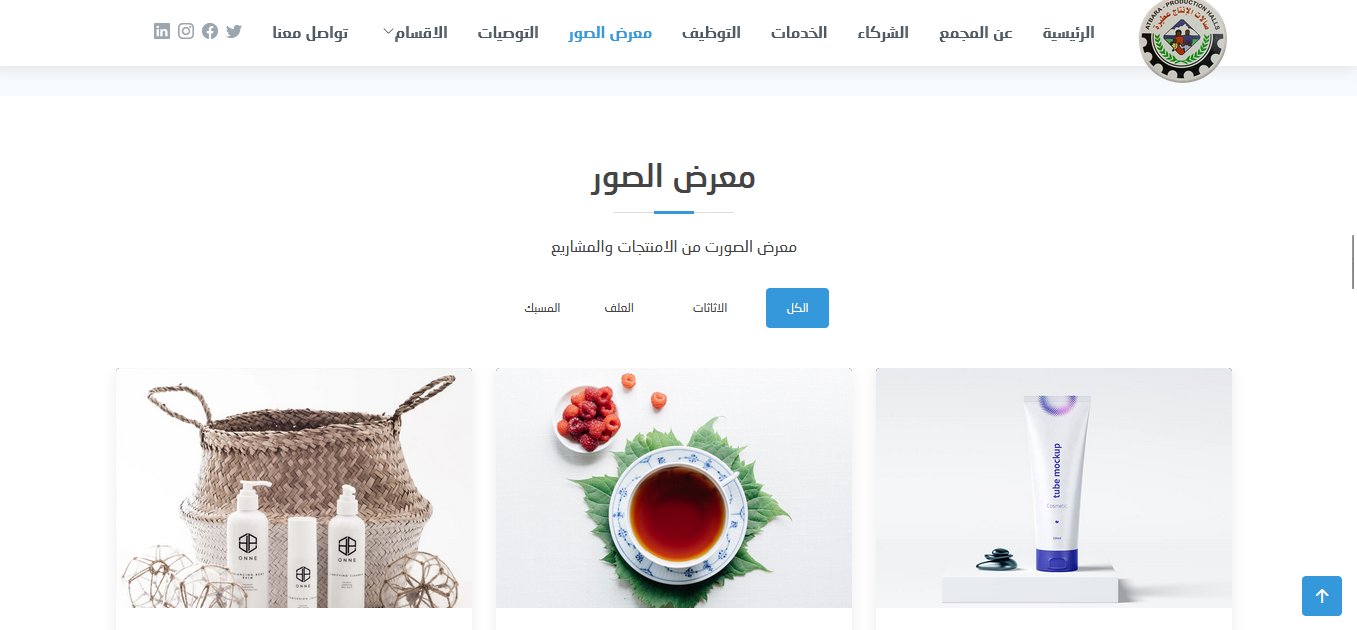 ATBARA - PRODUCTION HALLS
صالات الانتاج عطبرة
الرئيسية
عن المجمع
الشركاء
الخدمات
التوظيف
معرض الصور
التوصيات
الاقسام
تواصل معنا
معرض الصور
معرض الصورت من الامنتجات والمشاريع
الكل
الاثاثات
العلف
المسبك
tube mockup
Cosmetic
ONNE
ONNE
ONNE